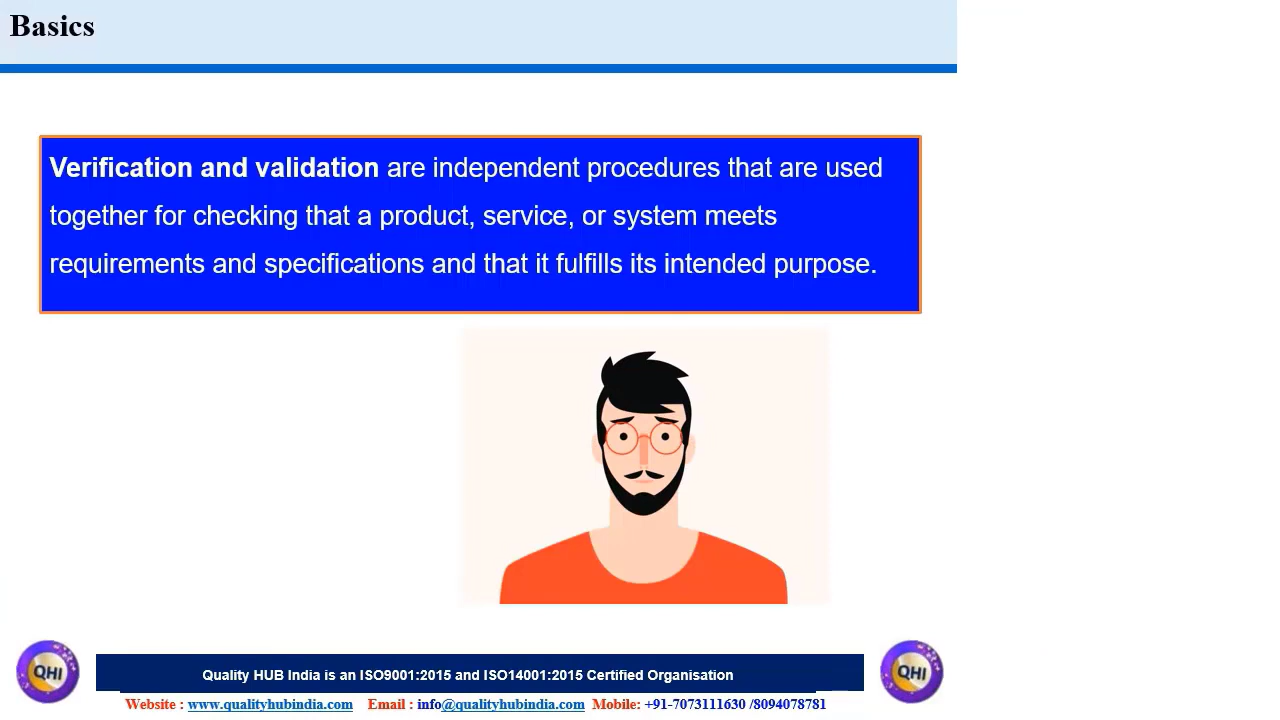 Basics
Verification and validation are independent procedures that are used
together for checking that a product, service, or system meets
requirements and specifications and that it fulfills its intended purpose.
QHI
Quality HUB India is an ISO9001:2015 and ISO14001:2015 Certified Organisation
QHI
Website : www.qualityhubindia.com Email : info@qualityhubindia.com Mobile: +91-7073111630 /8094078781